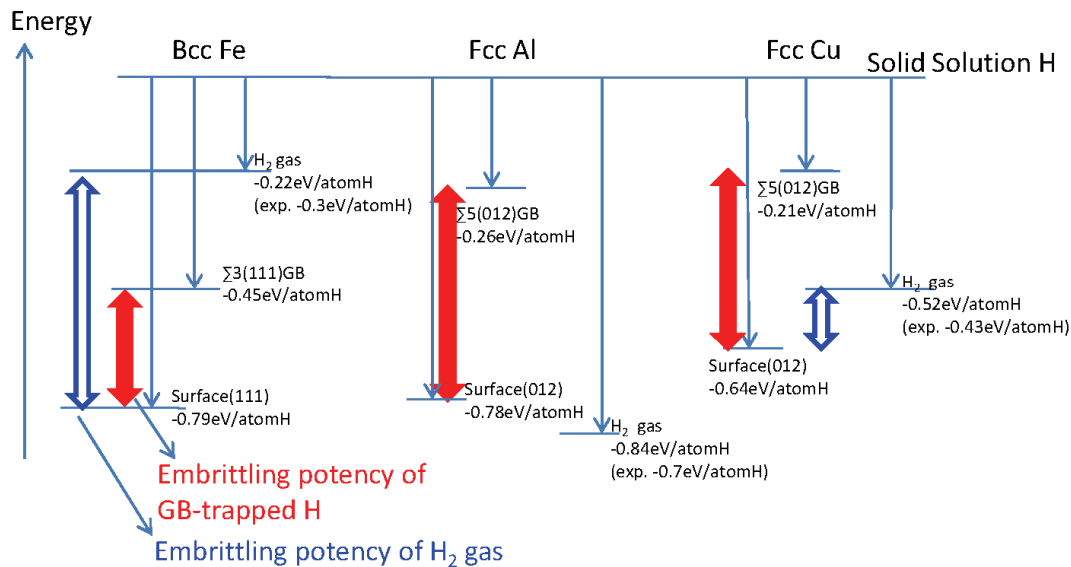 Energy
Bcc Fe
Fcc Al
Fcc Cu
Solid Solution H
H₂ gas
-0.22eV/atomH
(exp. -0.3eV/atomH)
∑3(111)GB
-0.45eV/atomH
Surface(111)
-0.79eV/atomH
∑5(012)GB
-0.26eV/atomH
Surface(012)
-0.78eV/atomH
H₂ gas
-0.84eV/atomH
(exp. -0.7eV/atomH)
∑5(012)GB
-0.21eV/atomH
H₂ gas
-0.52eV/atomH
(exp. -0.43eV/atomH)
Surface(012)
-0.64eV/atomH
Embrittling potency of
GB-trapped H
Embrittling potency of H₂ gas